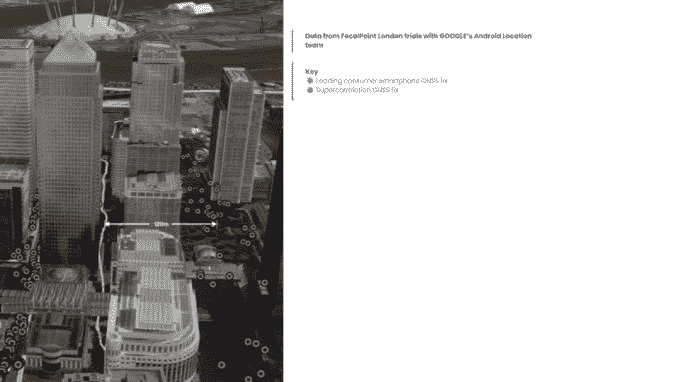 Data from FocalPoint London trials with GOOGLE's Android Location
team
Key
Leading consumer smartphone GNSS fix
Supercorrelation GNSS fix
120m